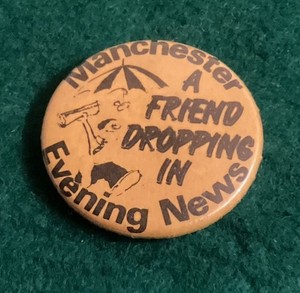 Manchester
A
FRIEND
DROPPING
IN
Evening News